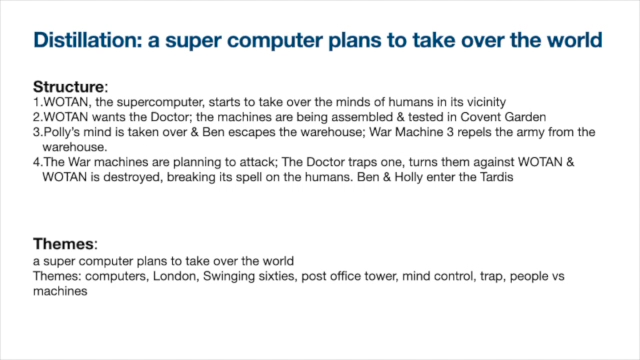 Distillation: a super computer plans to take over the world
Structure:
1.WOTAN, the supercomputer, starts to take over the minds of humans in its vicinity
2.WOTAN wants the Doctor; the machines are being assembled & tested in Covent Garden
3.Polly's mind is taken over & Ben escapes the warehouse; War Machine 3 repels the army from the
warehouse.
4.The War machines are planning to attack; The Doctor traps one, turns them against WOTAN &
WOTAN is destroyed, breaking its spell on the humans. Ben & Holly enter the Tardis
Themes:
a super computer plans to take over the world
Themes: computers, London, Swinging sixties, post office tower, mind control, trap, people vs
machines